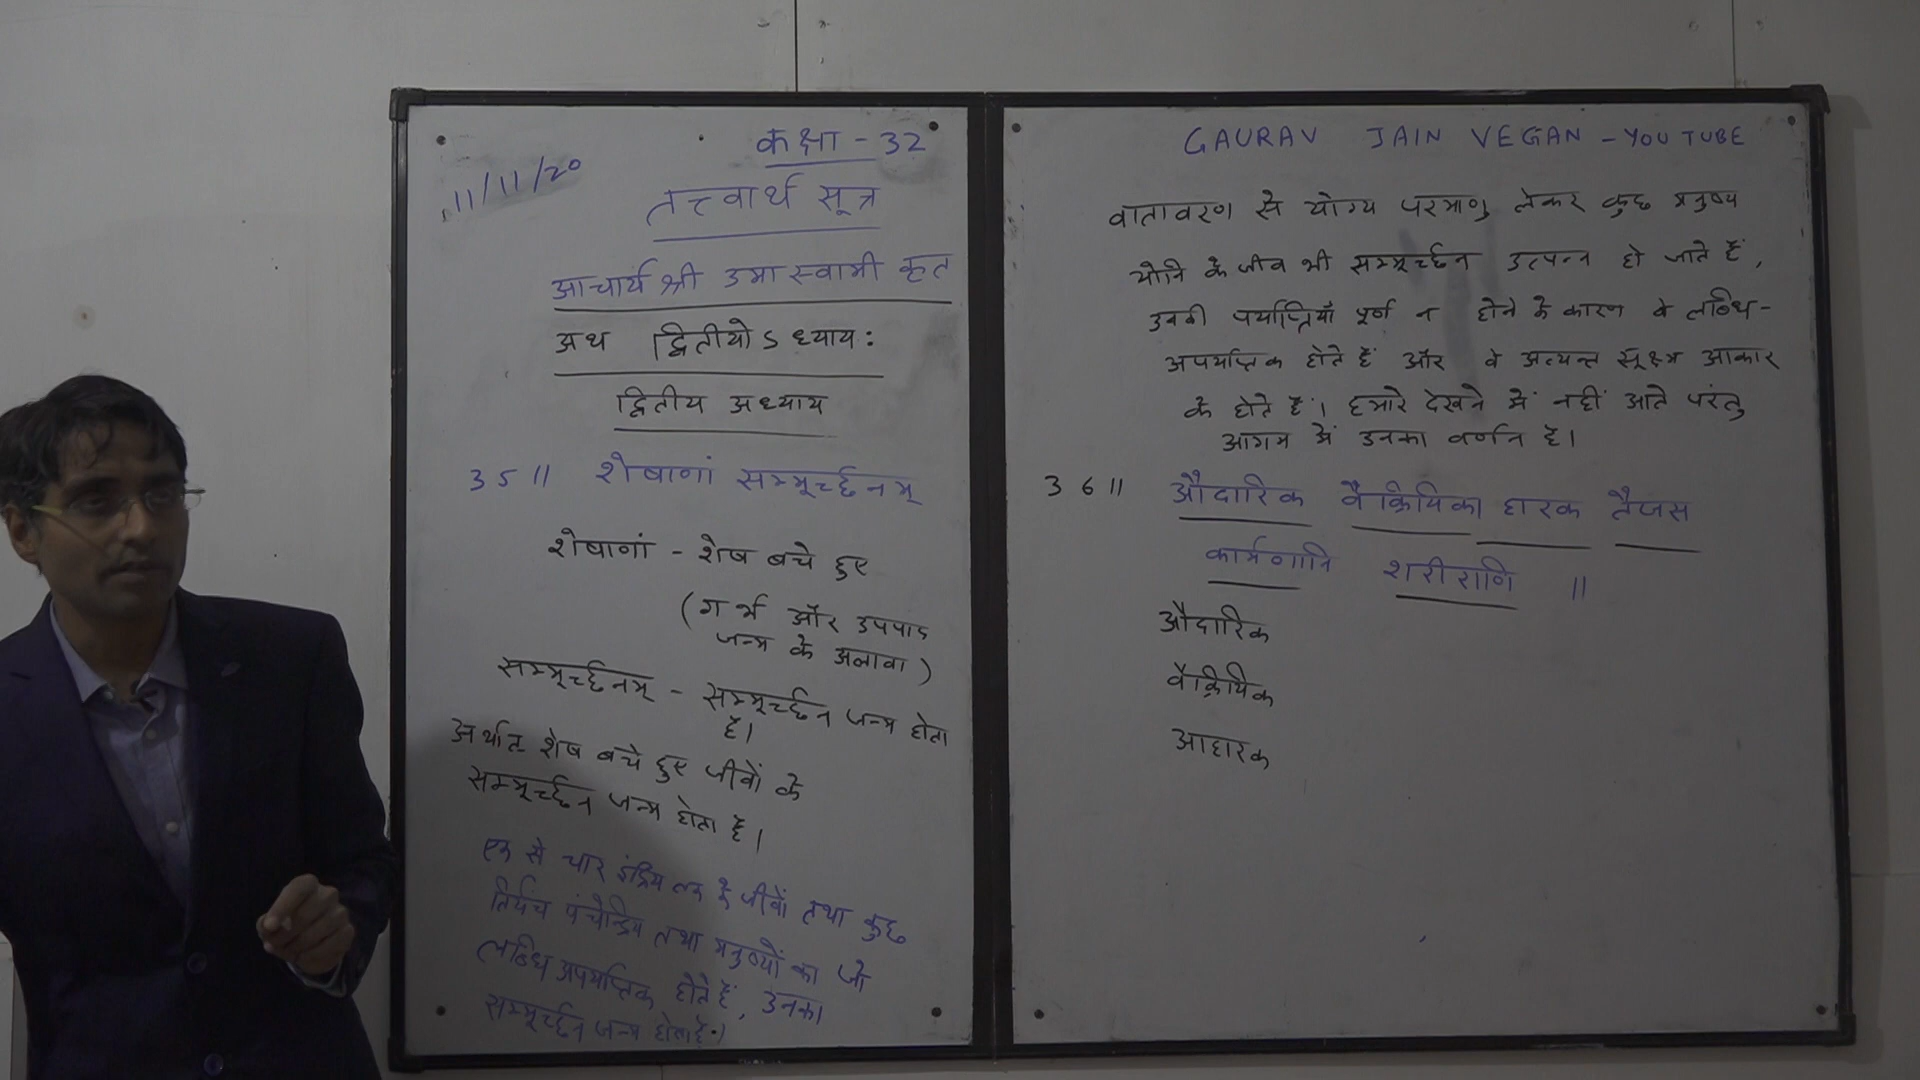 कक्षा - 32
11/11/20
तत्त्वार्थ सूत्र
आचार्य श्री उमास्वामी कृत
अथ द्वितीयोऽध्याय:
द्वितीय अध्याय
35॥ शेषाणां सम्मूर्च्छनम्
शेषाणां - शेष बचे हुए
(गर्भ और उपपाद
जन्म के अलावा)
सम्मूर्च्छनम् - सम्मूर्च्छन जन्म होता
है।
अर्थात् शेष बचे हुए जीवों के
सम्मूर्च्छन जन्म होता है।
एक से चार इंद्रिय तक के जीवों तथा कुछ
तिर्यंच पंचेन्द्रिय तथा मनुष्यों का जो
लब्धि अपर्याप्तक होते हैं, उनका
सम्मूर्च्छन जन्म होता है।
GAURAV JAIN VEGAN - YOUTUBE
वातावरण से योग्य परमाणु लेकर कुछ मनुष्य
योनि के जीव भी सम्मूर्च्छन उत्पन्न हो जाते हैं,
उनकी पर्याप्तियाँ पूर्ण न होने के कारण वे लब्धि-
अपर्याप्तक होते हैं और वे अत्यन्त सूक्ष्म आकार
के होते हैं। हमारे देखने में नहीं आते परंतु
आगम में उनका वर्णन है।
36॥ औदारिक वैक्रियिका हारक तैजस
कार्मणानि शरीराणि ॥
औदारिक
वैक्रियिक
आहारक